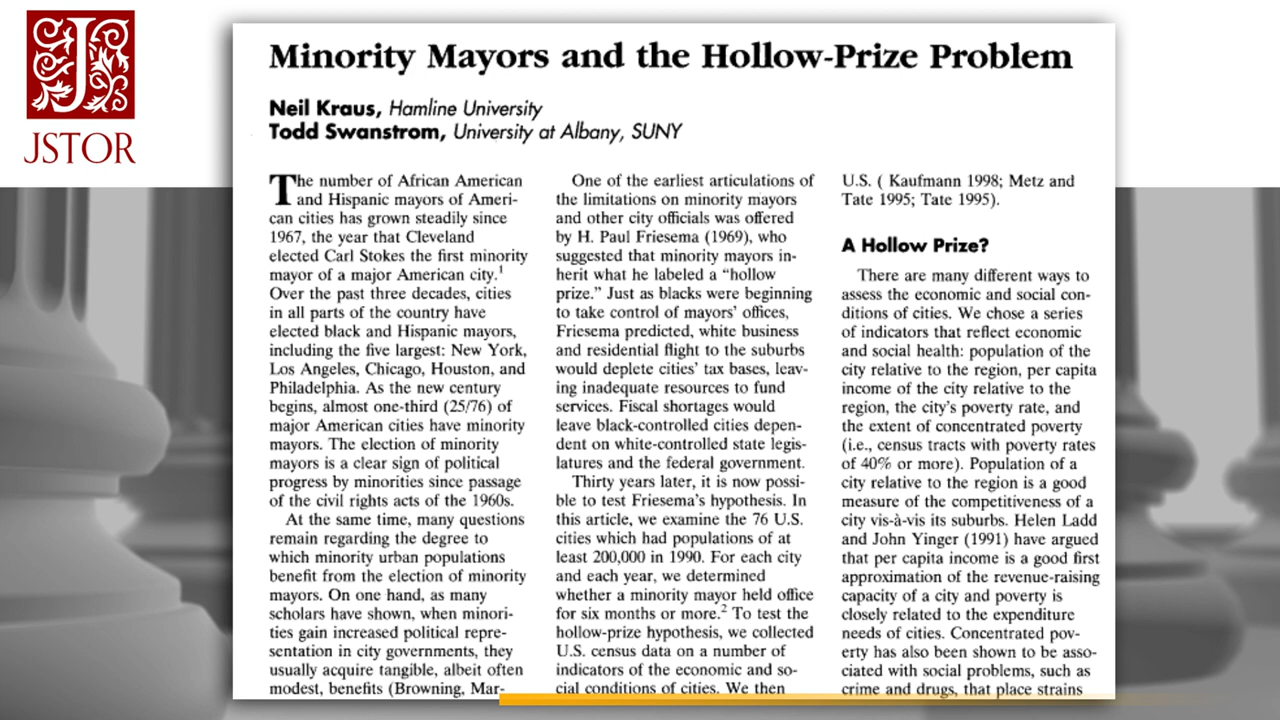 JSTOR
Minority Mayors and the Hollow-Prize Problem
Neil Kraus, Hamline University
Todd Swanstrom, University at Albany, SUNY
The number of African American
and Hispanic mayors of Ameri-
can cities has grown steadily since
1967, the year that Cleveland
elected Carl Stokes the first minority
mayor of a major American city.1
Over the past three decades, cities
in all parts of the country have
elected black and Hispanic mayors,
including the five largest: New York,
Los Angeles, Chicago, Houston, and
Philadelphia. As the new century
begins, almost one-third (25/76) of
major American cities have minority
mayors. The election of minority
mayors is a clear sign of political
progress by minorities since passage
of the civil rights acts of the 1960s.
At the same time, many questions
remain regarding the degree to
which minority urban populations
benefit from the election of minority
mayors. On one hand, as many
scholars have shown, when minori-
ties gain increased political repre-
sentation in city governments, they
usually acquire tangible, albeit often
modest, benefits (Browning, Mar-
One of the earliest articulations of
the limitations on minority mayors
and other city officials was offered
by H. Paul Friesema (1969), who
suggested that minority mayors in-
herit what he labeled a “hollow
prize.” Just as blacks were beginning
to take control of mayors’ offices,
Friesema predicted, white business
and residential flight to the suburbs
would deplete cities’ tax bases, leav-
ing inadequate resources to fund
services. Fiscal shortages would
leave black-controlled cities depen-
dent on white-controlled state legis-
latures and the federal government.
Thirty years later, it is now possi-
ble to test Friesema’s hypothesis. In
this article, we examine the 76 U.S.
cities which had populations of at
least 200,000 in 1990. For each city
and each year, we determined
whether a minority mayor held office
for six months or more.2 To test the
hollow-prize hypothesis, we collected
U.S. census data on a number of
indicators of the economic and so-
cial conditions of cities. We then
U.S. ( Kaufmann 1998; Metz and
Tate 1995; Tate 1995).
A Hollow Prize?
There are many different ways to
assess the economic and social con-
ditions of cities. We chose a series
of indicators that reflect economic
and social health: population of the
city relative to the region, per capita
income of the city relative to the
region, the city’s poverty rate, and
the extent of concentrated poverty
(i.e., census tracts with poverty rates
of 40% or more). Population of a
city relative to the region is a good
measure of the competitiveness of a
city vis-à-vis its suburbs. Helen Ladd
and John Yinger (1991) have argued
that per capita income is a good first
approximation of the revenue-raising
capacity of a city and poverty is
closely related to the expenditure
needs of cities. Concentrated pov-
erty has also been shown to be asso-
ciated with social problems, such as
crime and drugs, that place strains